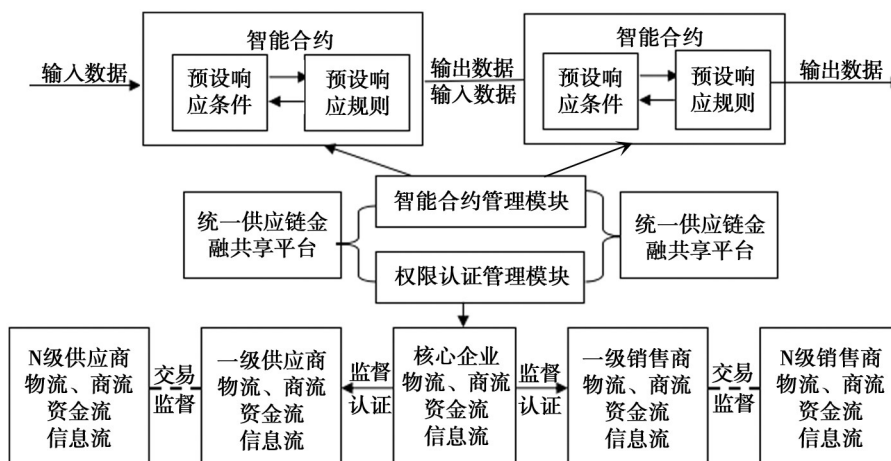 智能合约
智能合约
输入数据
预设响
应条件
预设响
应规则
输出数据
输入数据
预设响
应条件
预设响
应规则
输出数据
统一供应链金
融共享平台
智能合约管理模块
权限认证管理模块
统一供应链金
融共享平台
N级供应商
物流、商流
资金流
信息流
交易
监督
一级供应商
物流、商流
资金流
信息流
监督
认证
核心企业
物流、商流
资金流
信息流
监督
认证
一级销售商
物流、商流
资金流
信息流
交易
监督
N级销售商
物流、商流
资金流
信息流